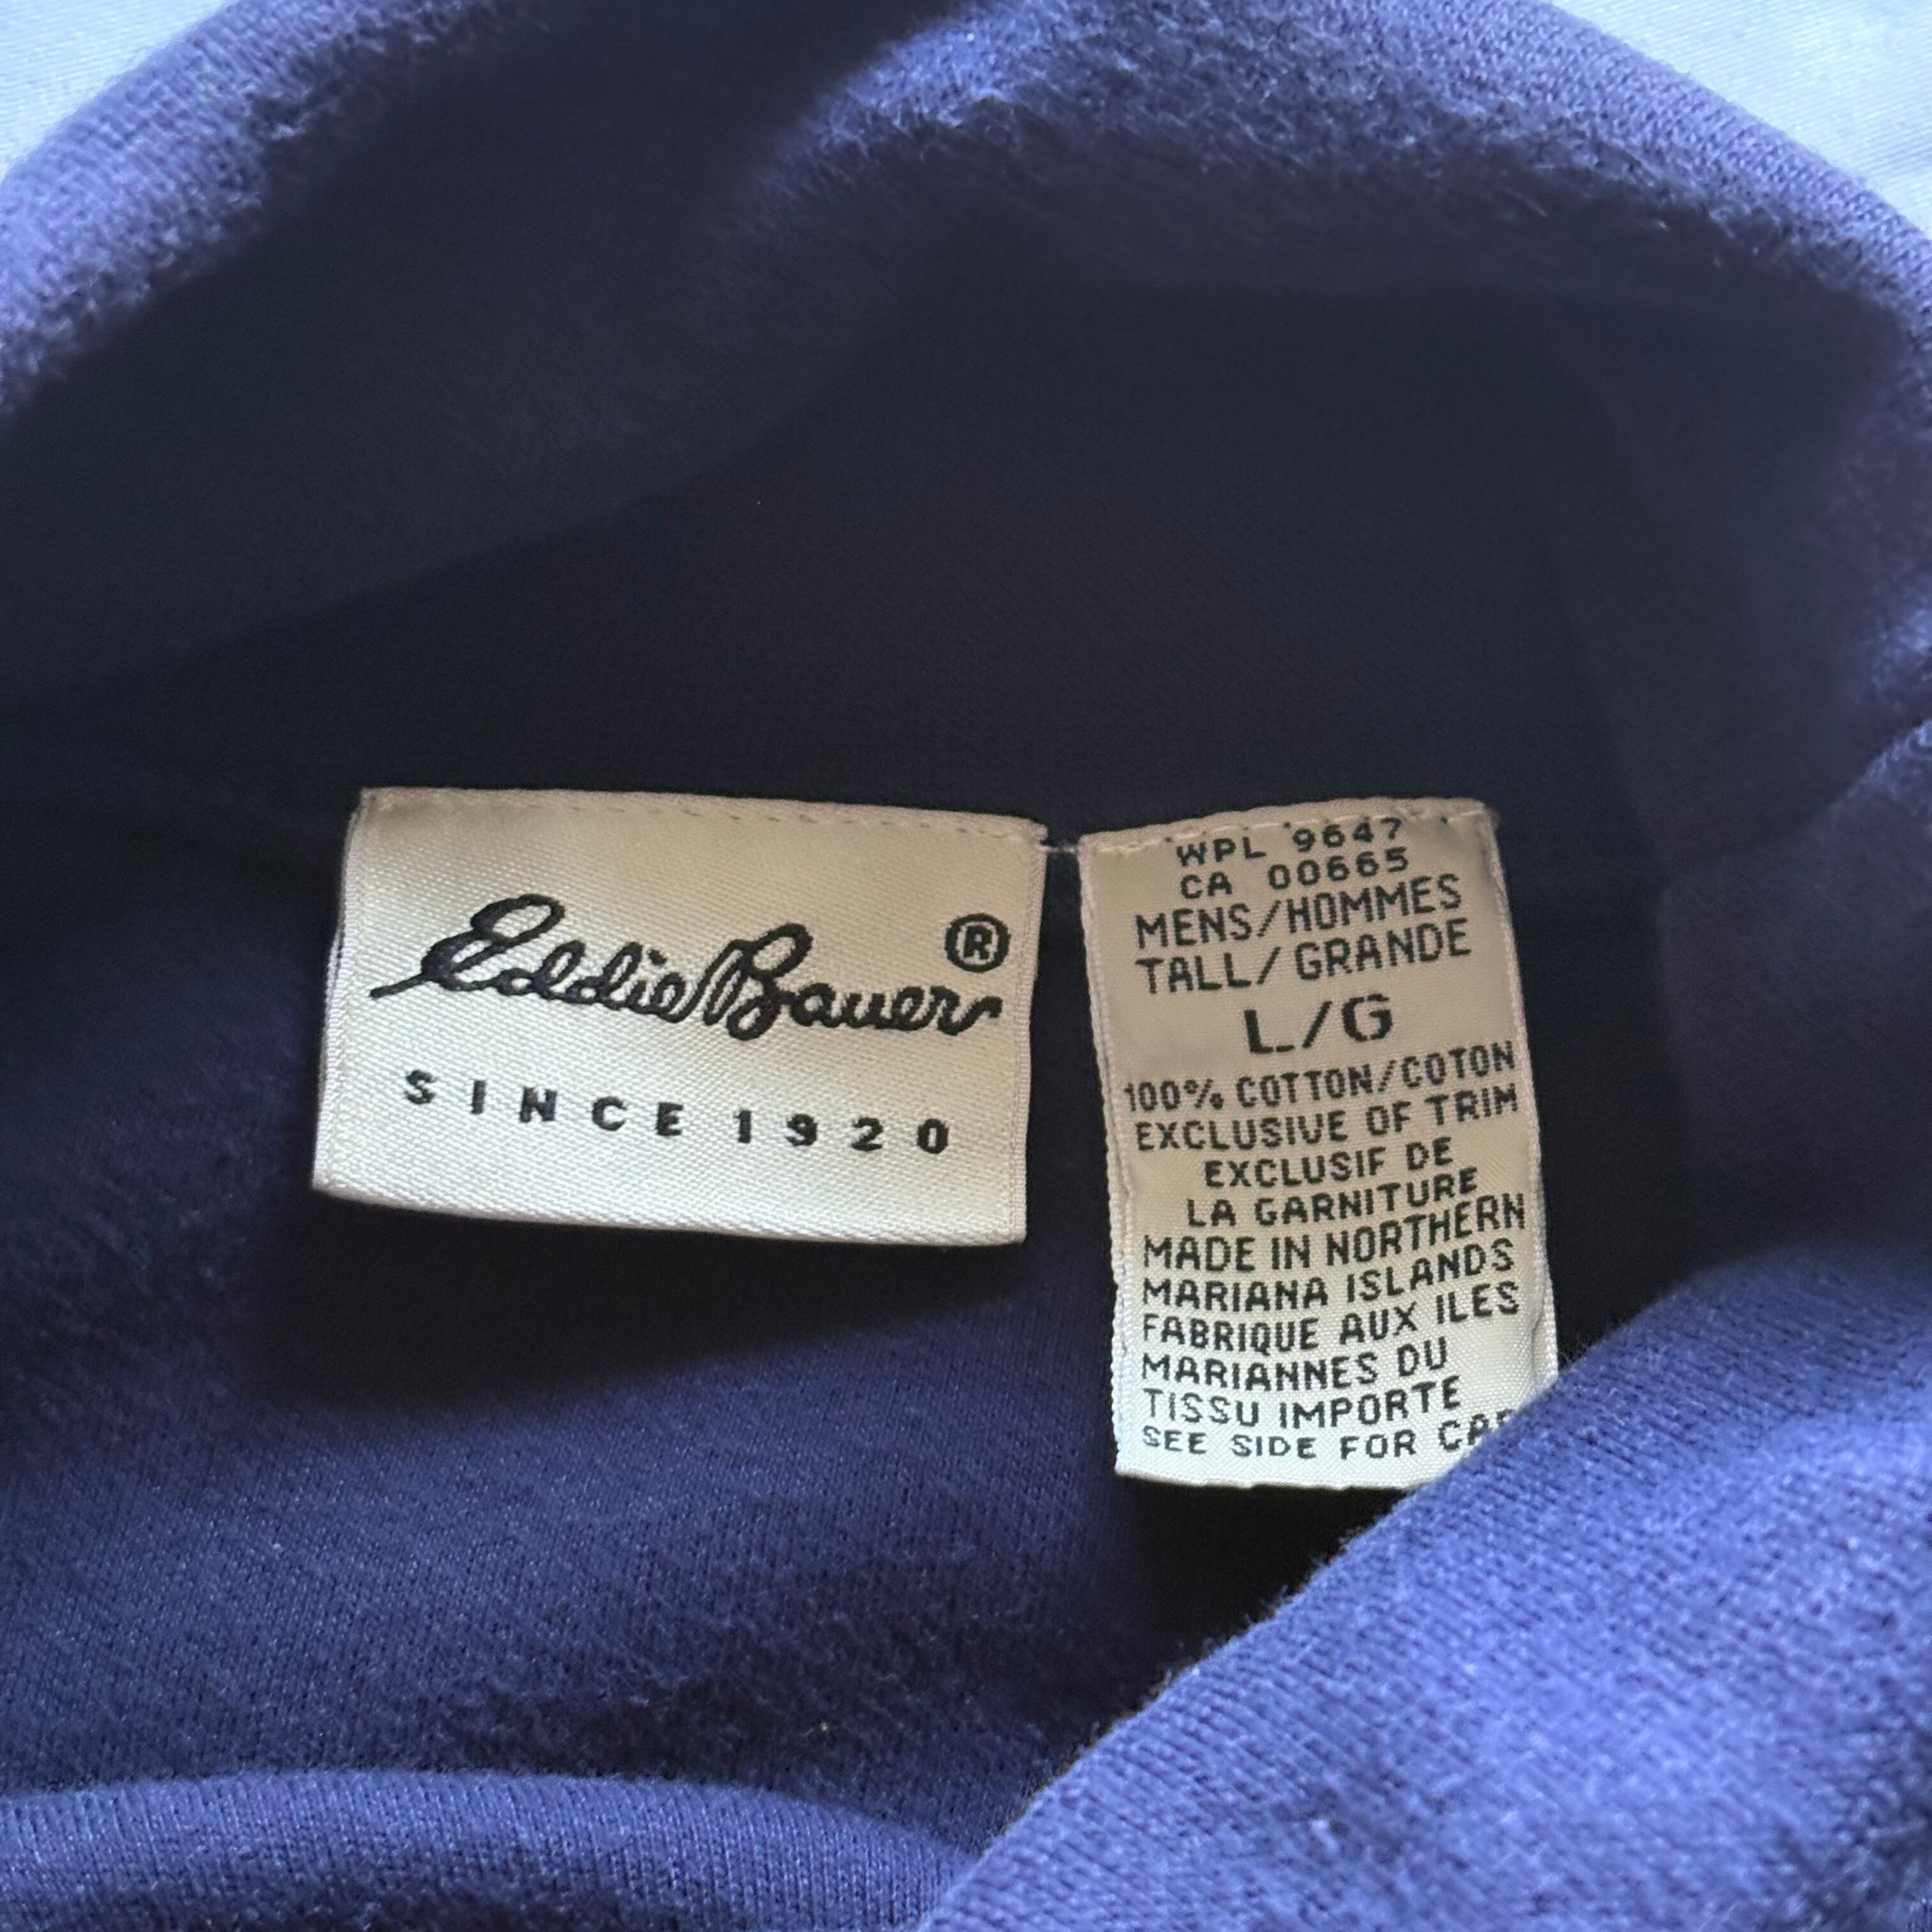 Eddie Bauer ®
SINCE 1920
WPL 9647
CA 00665
MENS/HOMMES
TALL/GRANDE
L/G
100% COTTON/COTON
EXCLUSIVE OF TRIM
EXCLUSIF DE
LA GARNITURE
MADE IN NORTHERN
MARIANA ISLANDS
FABRIQUE AUX ILES
MARIANNES DU
TISSU IMPORTE
SEE SIDE FOR